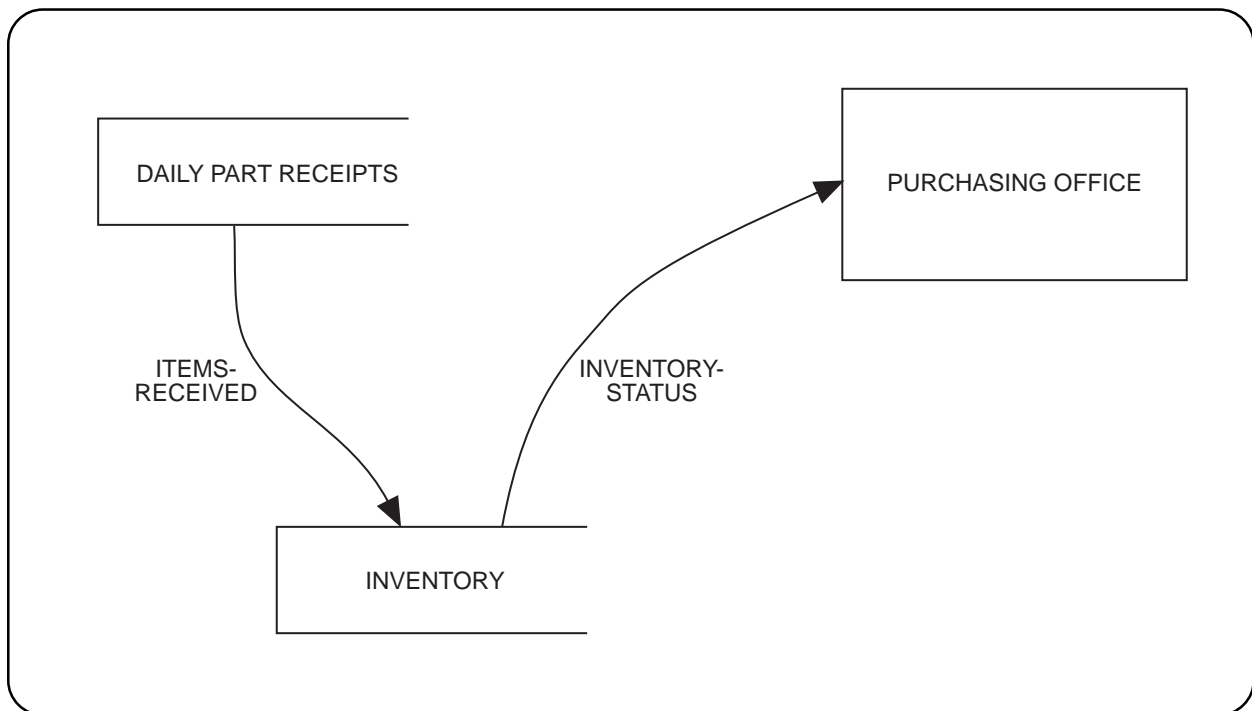 DAILY PART RECEIPTS
PURCHASING OFFICE
ITEMS-
RECEIVED
INVENTORY-
STATUS
INVENTORY